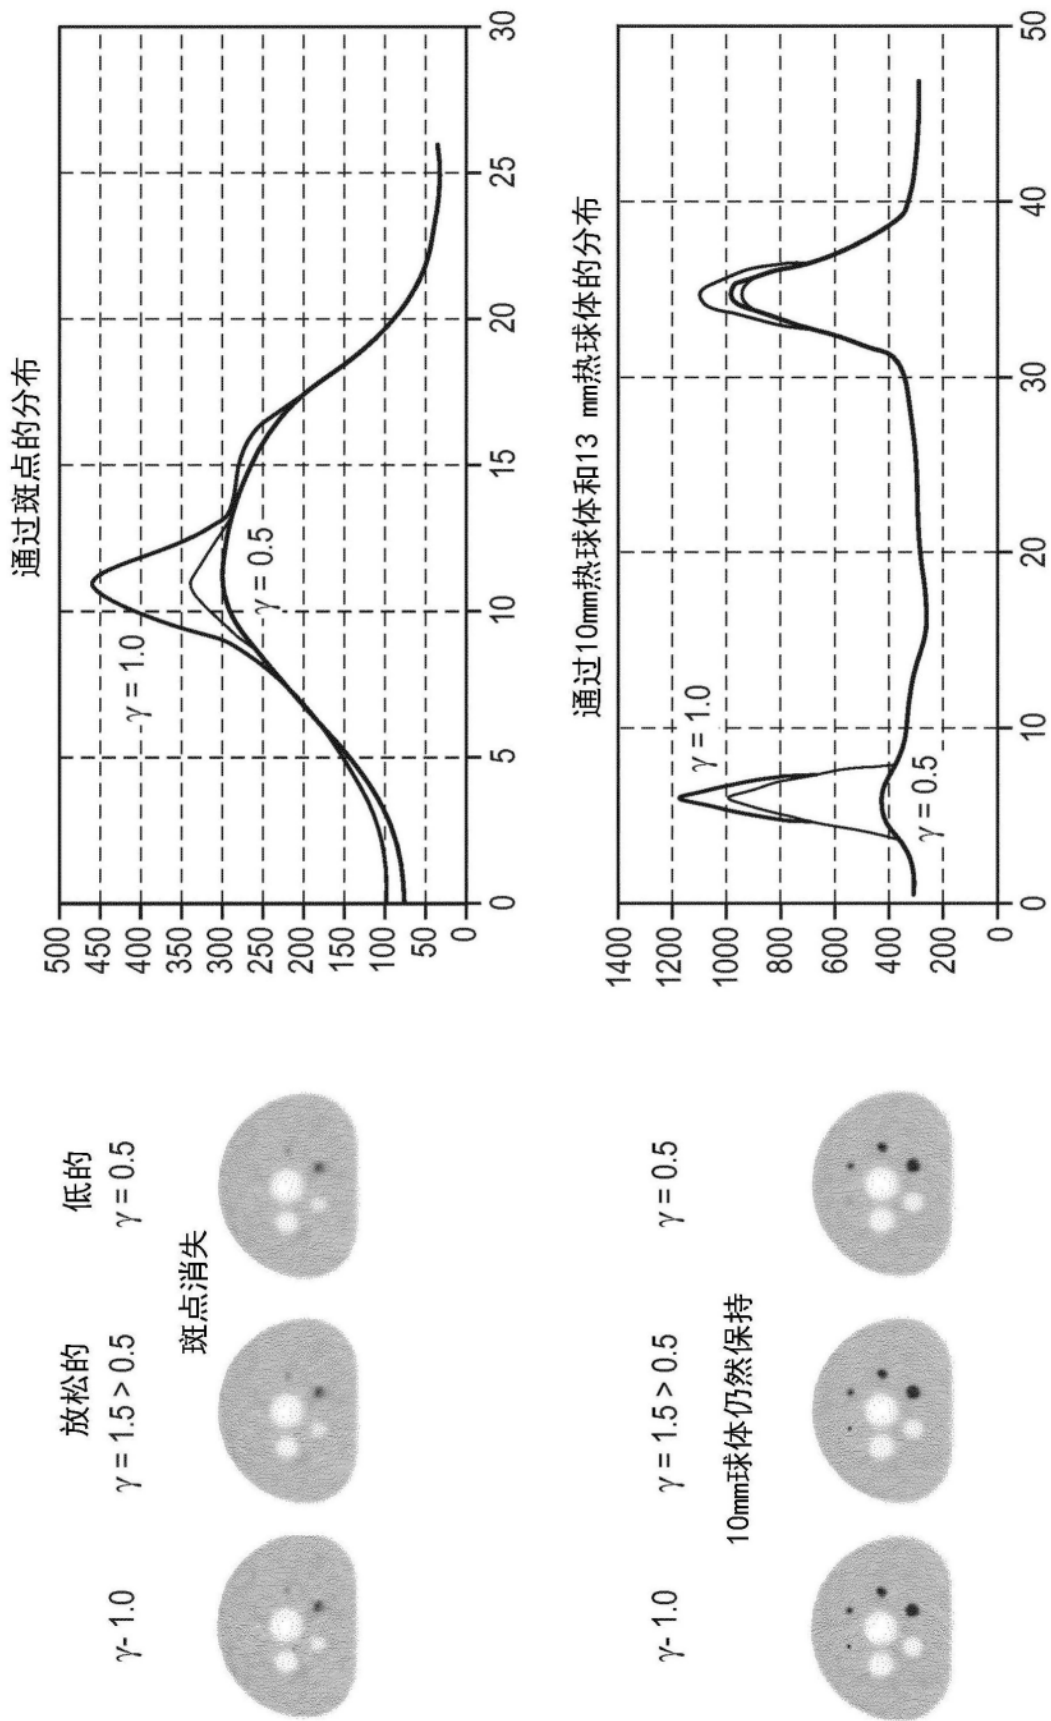 放松的
低的
γ- 1.0
γ = 1.5 > 0.5
γ = 0.5
斑点消失
通过斑点的分布
500
450
400
350
300
250
200
150
100
50
0
γ = 1.0
γ = 0.5
0 5 10 15 20 25 30
γ- 1.0
γ = 1.5 > 0.5
γ = 0.5
10mm球体仍然保持
通过10mm热球体和13 mm热球体的分布
1400
1200
1000
800
600
400
200
0
γ = 1.0
γ = 0.5
0 10 20 30 40 50